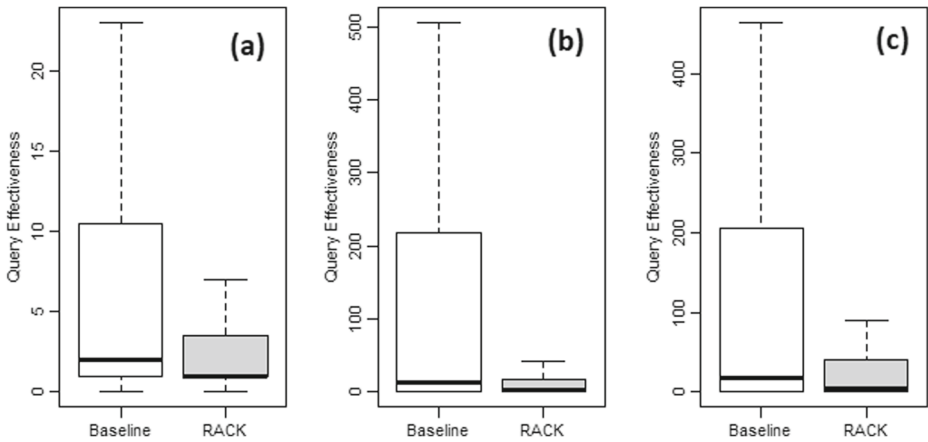 (a)
Query Effectiveness
20
15
10
5
0
Baseline RACK
(b)
Query Effectiveness
500
400
300
200
100
0
Baseline RACK
(c)
Query Effectiveness
400
300
200
100
0
Baseline RACK